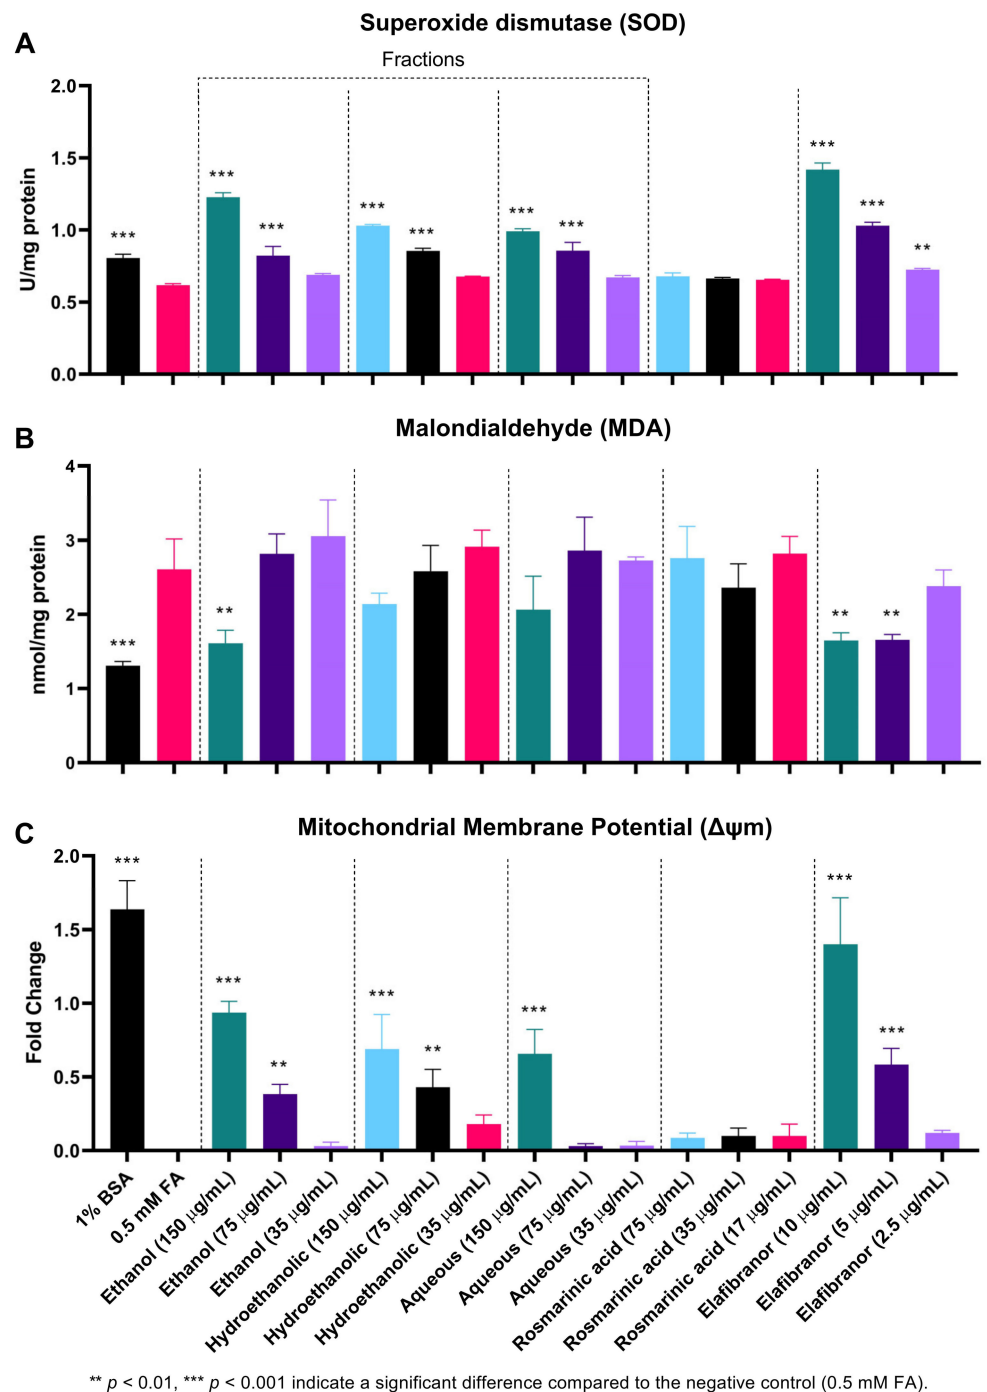 Superoxide dismutase (SOD)
A
Fractions
2.0
1.5
1.0
0.5
0.0
U/mg protein
***
***
***
***
***
***
***
***
***
**
Malondialdehyde (MDA)
B
4
3
2
1
0
nmol/mg protein
***
**
**
**
Mitochondrial Membrane Potential (Δψm)
C
2.0
1.5
1.0
0.5
0.0
Fold Change
***
***
**
***
**
***
***
***
1% BSA
0.5 mM FA
Ethanol (150 µg/mL)
Ethanol (75 µg/mL)
Ethanol (35 µg/mL)
Hydroethanolic (150 µg/mL)
Hydroethanolic (75 µg/mL)
Hydroethanolic (35 µg/mL)
Aqueous (150 µg/mL)
Aqueous (75 µg/mL)
Aqueous (35 µg/mL)
Rosmarinic acid (75 µg/mL)
Rosmarinic acid (35 µg/mL)
Rosmarinic acid (17 µg/mL)
Elafibranor (10 µg/mL)
Elafibranor (5 µg/mL)
Elafibranor (2.5 µg/mL)
** p < 0.01, *** p < 0.001 indicate a significant difference compared to the negative control (0.5 mM FA).